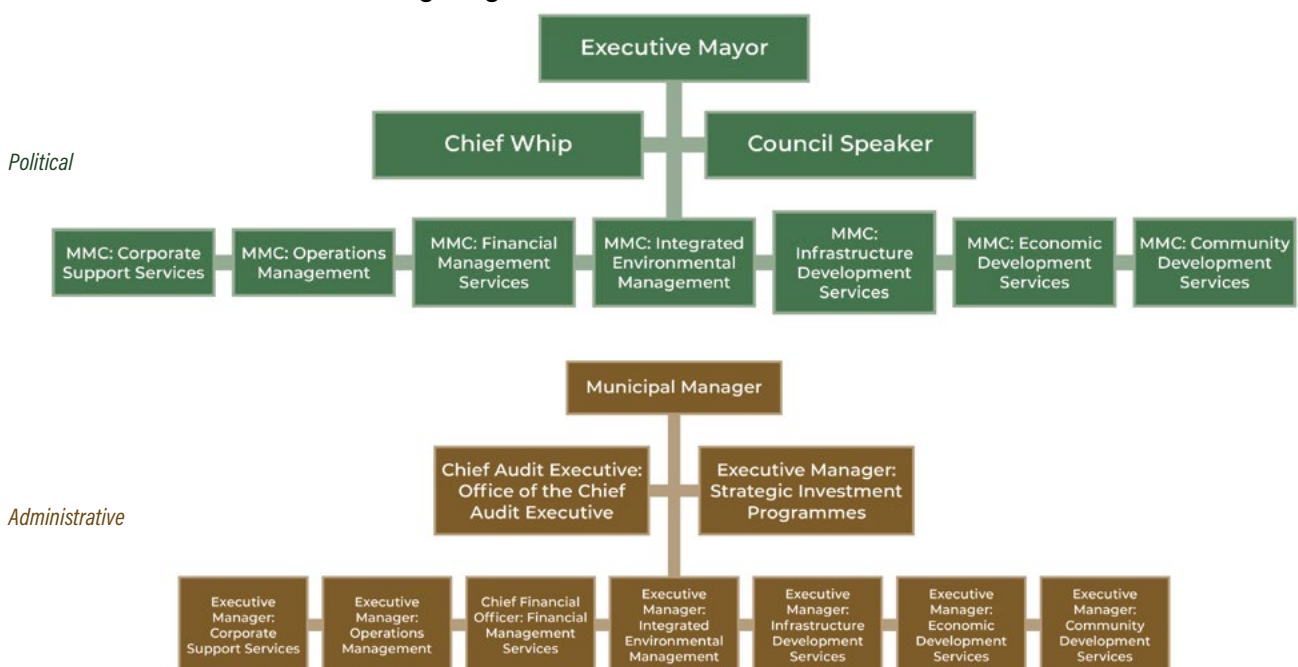 Executive Mayor
Chief Whip
Council Speaker
Political
MMC: Corporate
Support Services
MMC: Operations
Management
MMC: Financial
Management
Services
MMC: Integrated
Environmental
Management
MMC:
Infrastructure
Development
Services
MMC: Economic
Development
Services
MMC: Community
Development
Services
Municipal Manager
Chief Audit Executive:
Office of the Chief
Audit Executive
Executive Manager:
Strategic Investment
Programmes
Administrative
Executive
Manager:
Corporate
Support Services
Executive
Manager:
Operations
Management
Chief Financial
Officer: Financial
Management
Services
Executive
Manager:
Integrated
Environmental
Management
Executive
Manager:
Infrastructure
Development
Services
Executive
Manager:
Economic
Development
Services
Executive
Manager:
Community
Development
Services